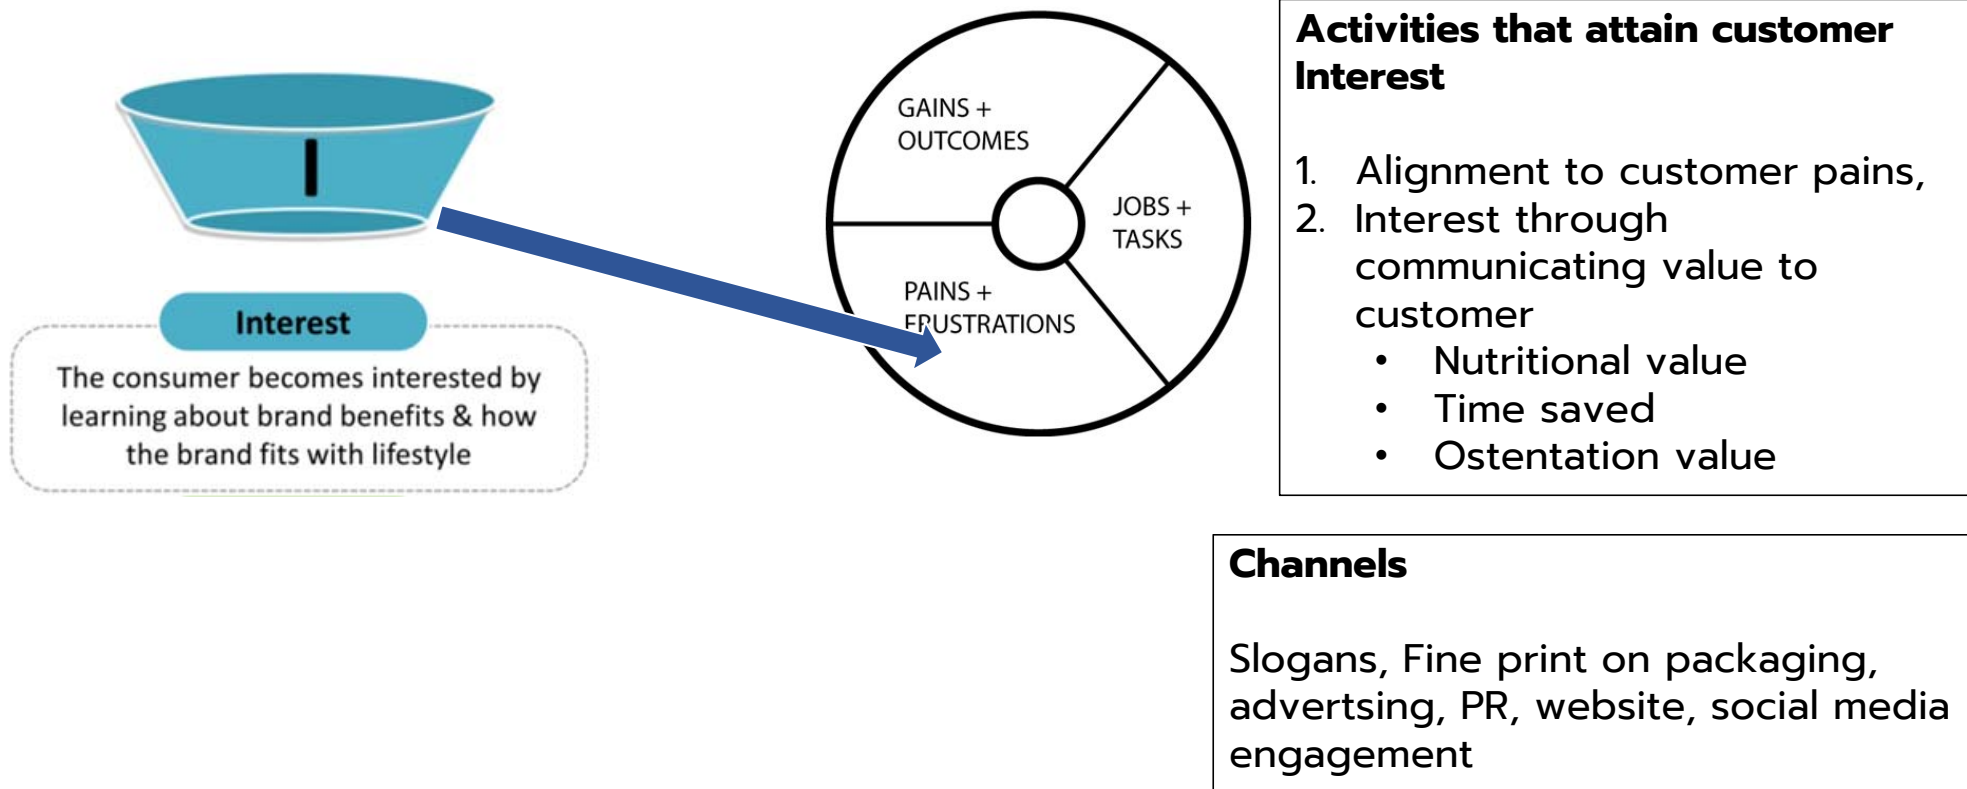 I
Interest
The consumer becomes interested by
learning about brand benefits & how
the brand fits with lifestyle
GAINS +
OUTCOMES
JOBS +
TASKS
PAINS +
FRUSTRATIONS
Activities that attain customer
Interest
1. Alignment to customer pains,
2. Interest through
communicating value to
customer
• Nutritional value
• Time saved
• Ostentation value
Channels
Slogans, Fine print on packaging,
advertsing, PR, website, social media
engagement